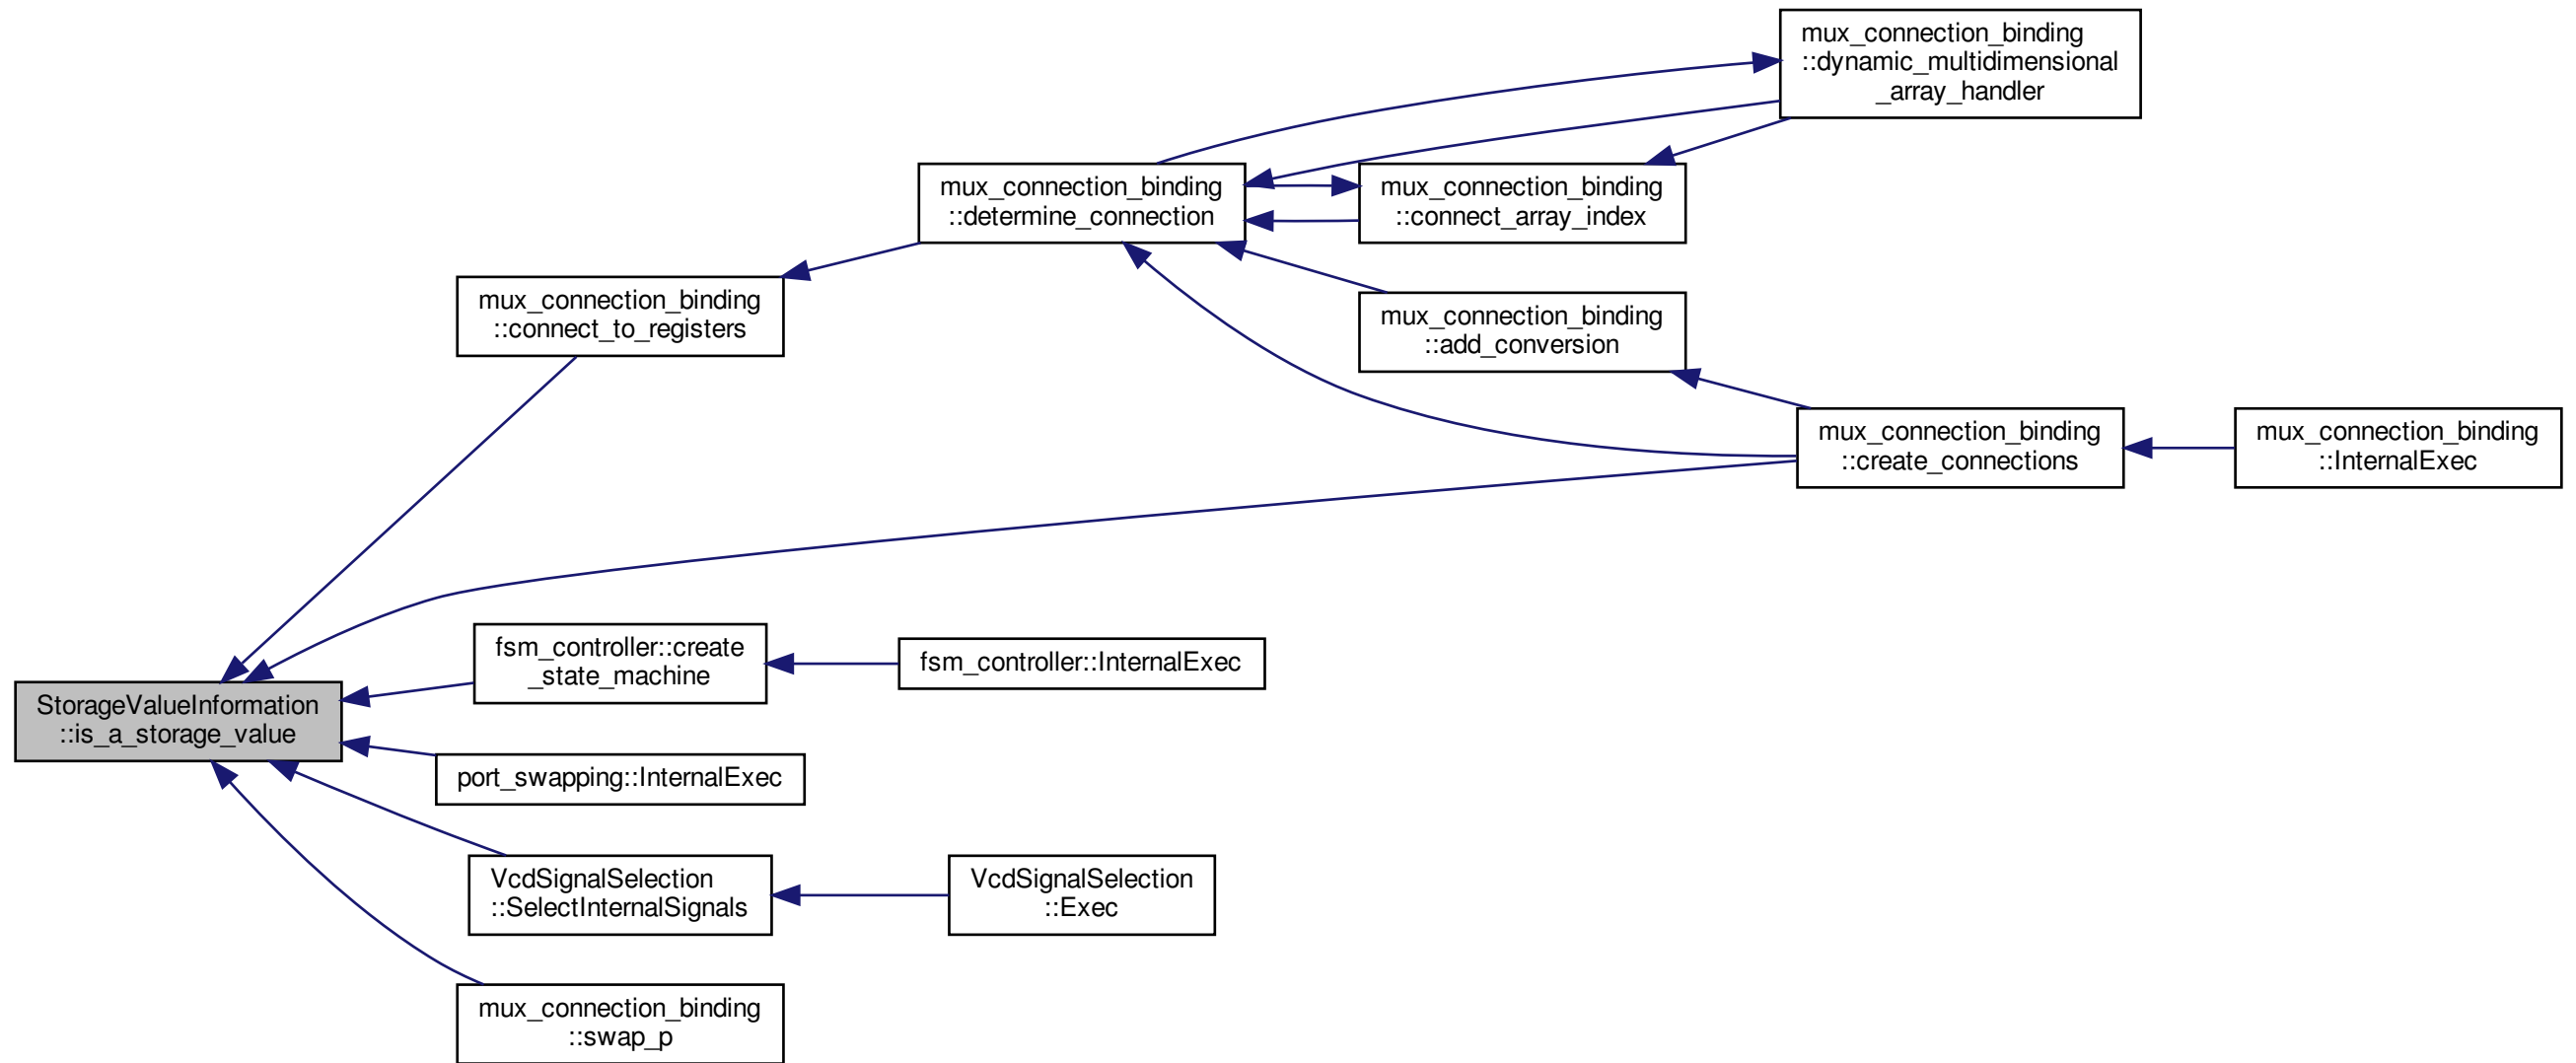 mux_connection_binding
::dynamic_multidimensional
_array_handler
mux_connection_binding
::determine_connection
mux_connection_binding
::connect_array_index
mux_connection_binding
::connect_to_registers
mux_connection_binding
::add_conversion
mux_connection_binding
::create_connections
mux_connection_binding
::InternalExec
fsm_controller::create
_state_machine
fsm_controller::InternalExec
StorageValueInformation
::is_a_storage_value
port_swapping::InternalExec
VcdSignalSelection
::SelectInternalSignals
VcdSignalSelection
::Exec
mux_connection_binding
::swap_p